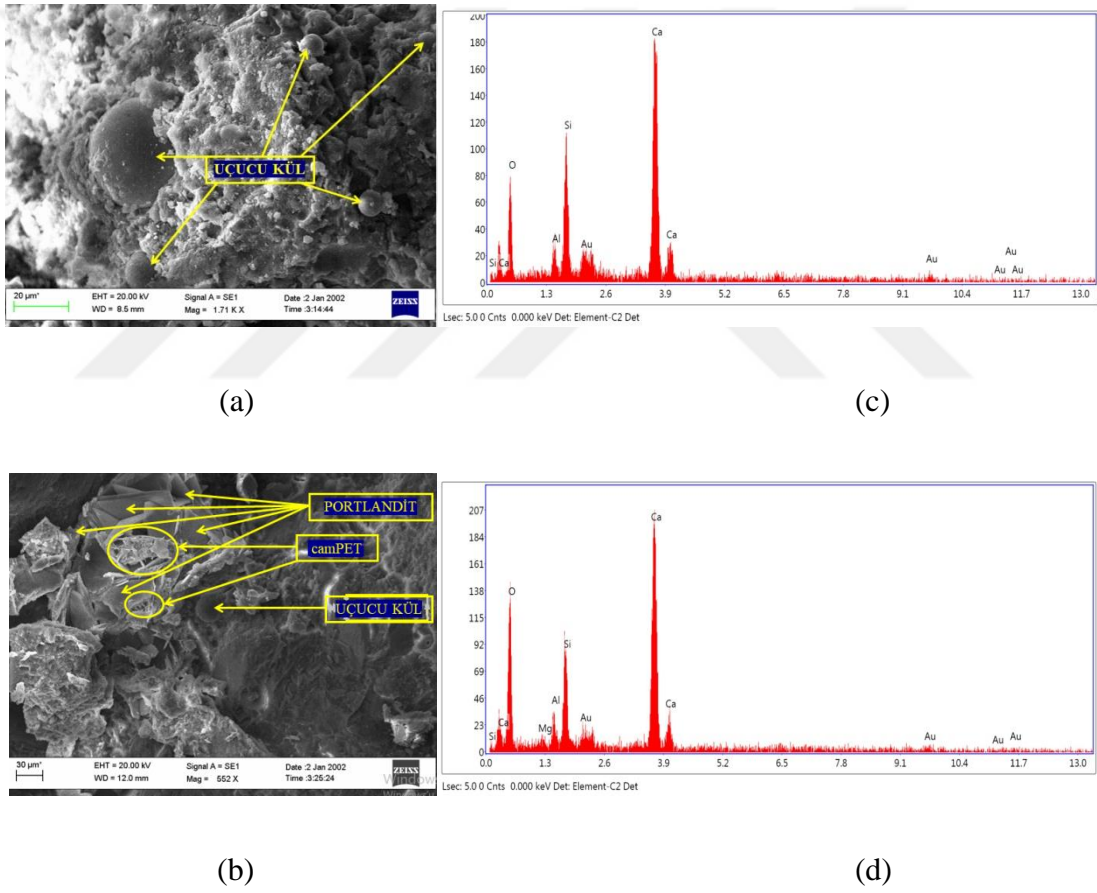 UÇUCU KÜL
20 µm*
EHT = 20.00 kV Signal A = SE1 Date :2 Jan 2002 ZEISS
WD = 8.5 mm Mag = 1.71 K X Time :3:14:44
200
180
160
140
120
100
80
60
40
20
0
0.0 1.3 2.6 3.9 5.2 6.5 7.8 9.1 10.4 11.7 13.0
Si Ca O Al Si Au Ca Ca Au Au Au Au
Lsec: 5.0 0 Cnts 0.000 keV Det: Element-C2 Det
(a)
(c)
PORTLANDİT
camPET
UÇUCU KÜL
30 µm*
EHT = 20.00 kV Signal A = SE1 Date :2 Jan 2002 ZEISS
WD = 12.0 mm Mag = 552 X Time :3:25:24
207
184
161
138
115
92
69
46
23
0
0.0 1.3 2.6 3.9 5.2 6.5 7.8 9.1 10.4 11.7 13.0
Si Ca O Mg Al Si Au Ca Ca Au Au Au
Lsec: 5.0 0 Cnts 0.000 keV Det: Element-C2 Det
(b)
(d)